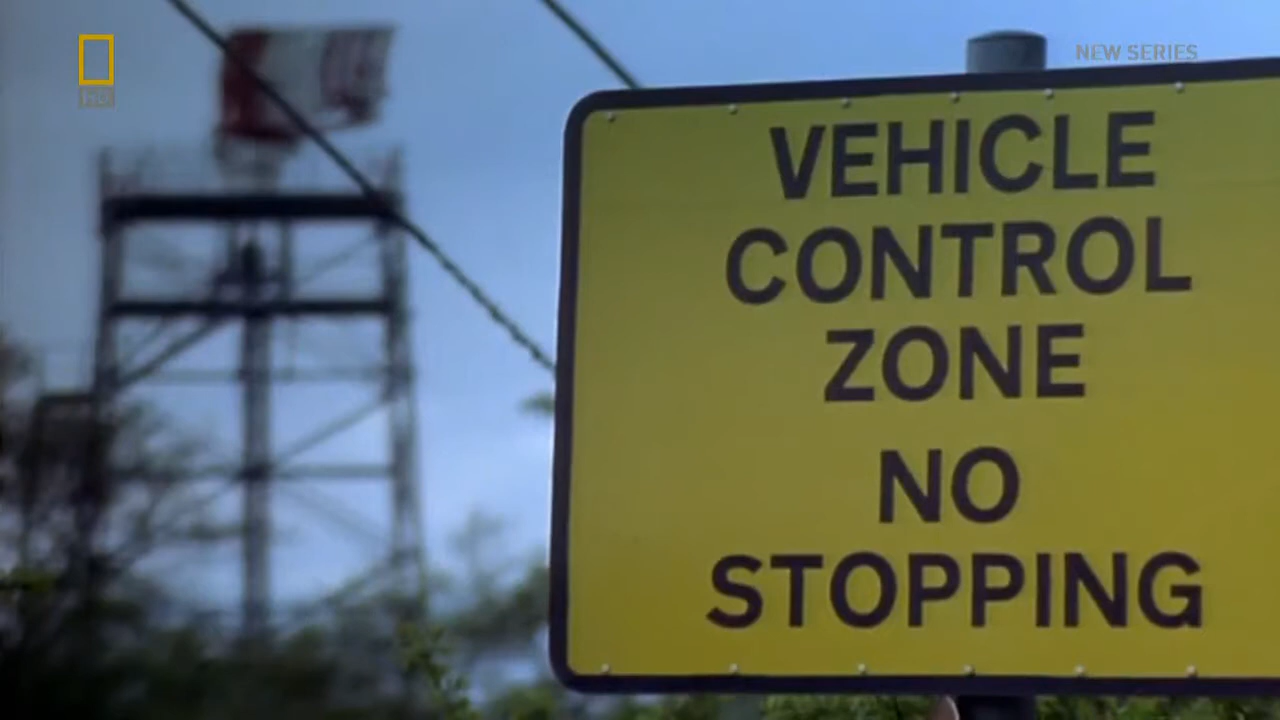 NEW SERIES
VEHICLE
CONTROL
ZONE
NO
STOPPING